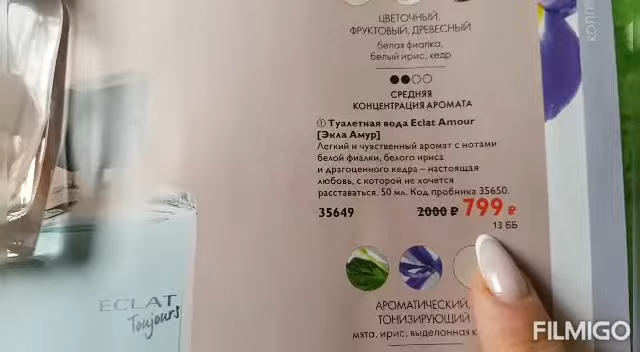 ЦВЕТОЧНЫЙ,
ФРУКТОВЫЙ, ДРЕВЕСНЫЙ
белая фиалка,
белый ирис, кедр
СРЕДНЯЯ
КОНЦЕНТРАЦИЯ АРОМАТА
① Туалетная вода Eclat Amour
[Экла Амур]
Легкий и чувственный аромат с нотами
белой фиалки, белого ириса
и драгоценного кедра – настоящая
любовь, с которой не хочется
расставаться. 50 мл. Код пробника 35650.
35649 2000 ₽ 799 ₽
13 ББ
АРОМАТИЧЕСКИЙ,
ТОНИЗИРУЮЩИЙ
мята, ирис, выделанная
ECLAT
Toujours
FILMIGO